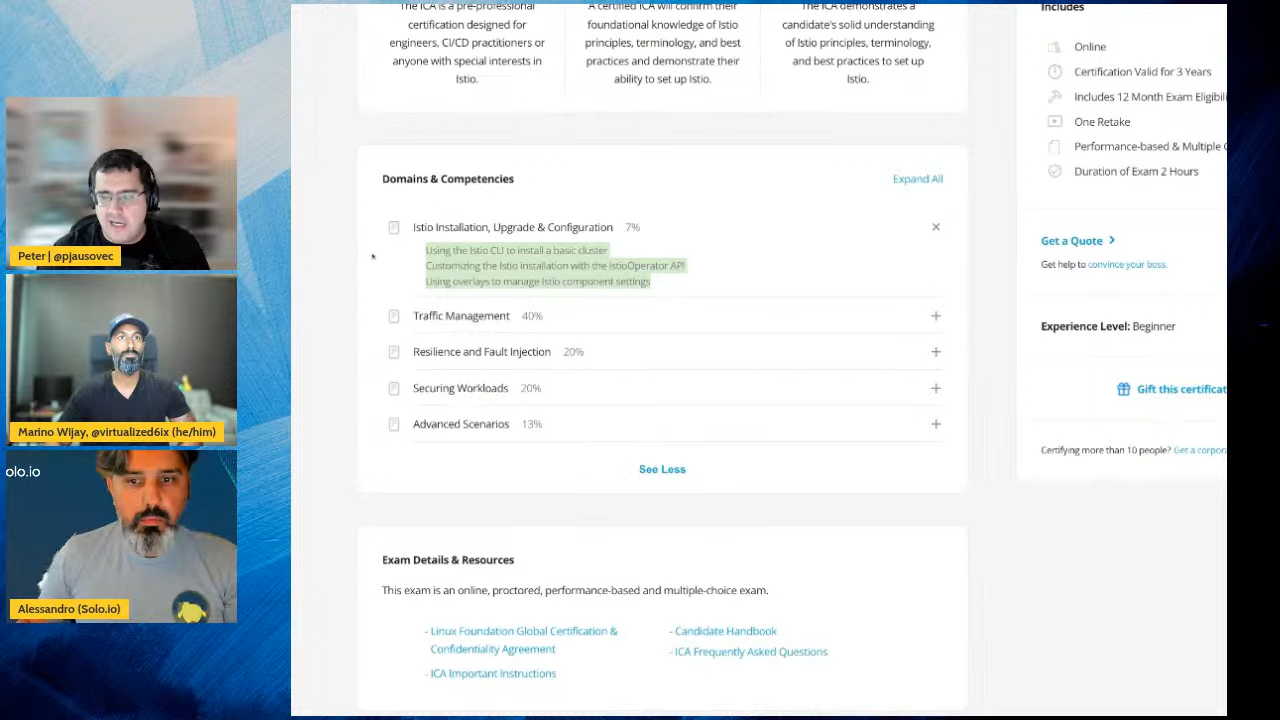 The ICA is a pre-professional
certification designed for
engineers, CI/CD practitioners or
anyone with special interests in
Istio.
A certified ICA will confirm their
foundational knowledge of Istio
principles, terminology, and best
practices and demonstrate their
ability to set up Istio.
The ICA demonstrates a
candidate's solid understanding
of Istio principles, terminology,
and best practices to set up
Istio.
Includes
Online
Certification Valid for 3 Years
Includes 12 Month Exam Eligibili
One Retake
Performance-based & Multiple C
Duration of Exam 2 Hours
Get a Quote >
Get help to convince your boss.
Experience Level: Beginner
Gift this certificat
Certifying more than 10 people? Get a corpora
Domains & Competencies
Expand All
Istio Installation, Upgrade & Configuration 7%
Using the Istio CLI to install a basic cluster
Customizing the Istio installation with the IstioOperator API
Using overlays to manage Istio component settings
Traffic Management 40%
Resilience and Fault Injection 20%
Securing Workloads 20%
Advanced Scenarios 13%
See Less
Exam Details & Resources
This exam is an online, proctored, performance-based and multiple-choice exam.
- Linux Foundation Global Certification &
Confidentiality Agreement
- ICA Important Instructions
- Candidate Handbook
- ICA Frequently Asked Questions
Peter | @pjausovec
Marino Wijay, @virtualized6ix (he/him)
olo.io
Alessandro (Solo.io)